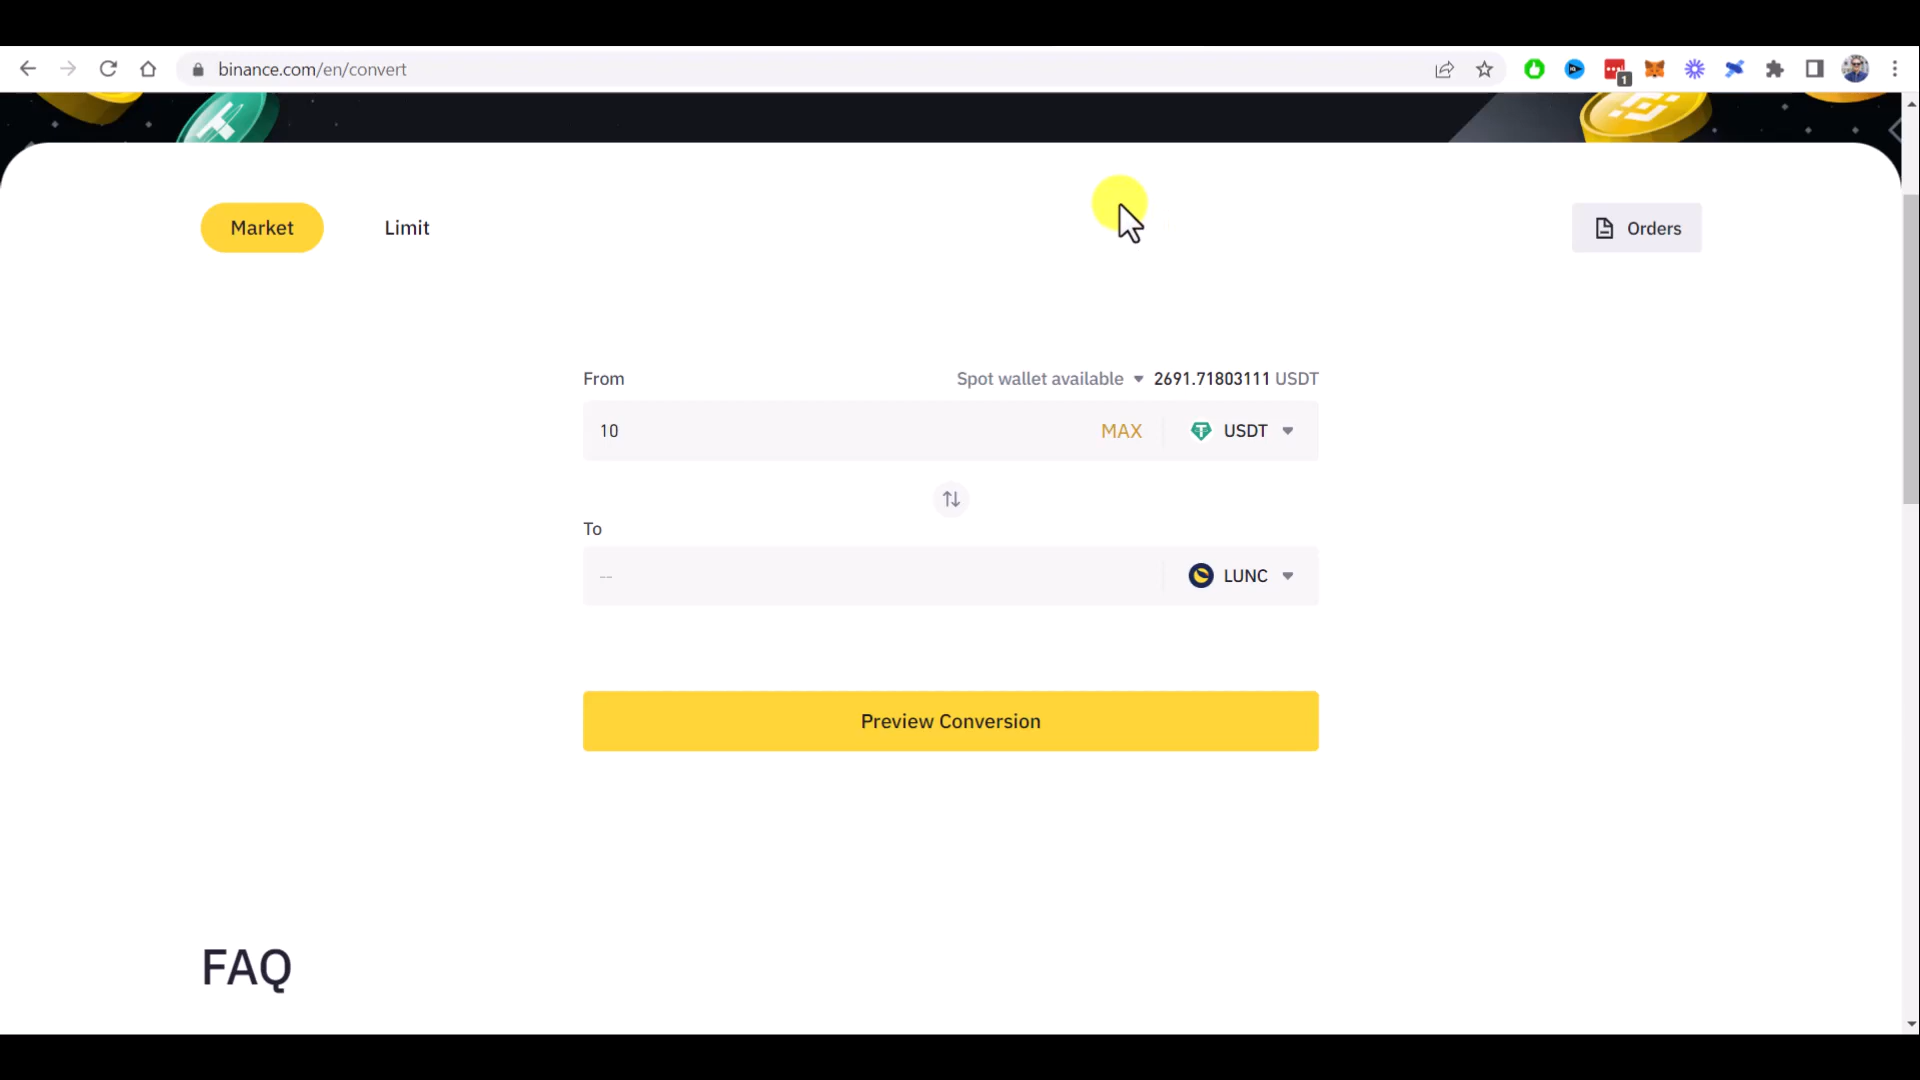 binance.com/en/convert
1
Market
Limit
Orders
From
Spot wallet available 2691.71803111 USDT
10
MAX
USDT
To
--
LUNC
Preview Conversion
FAQ